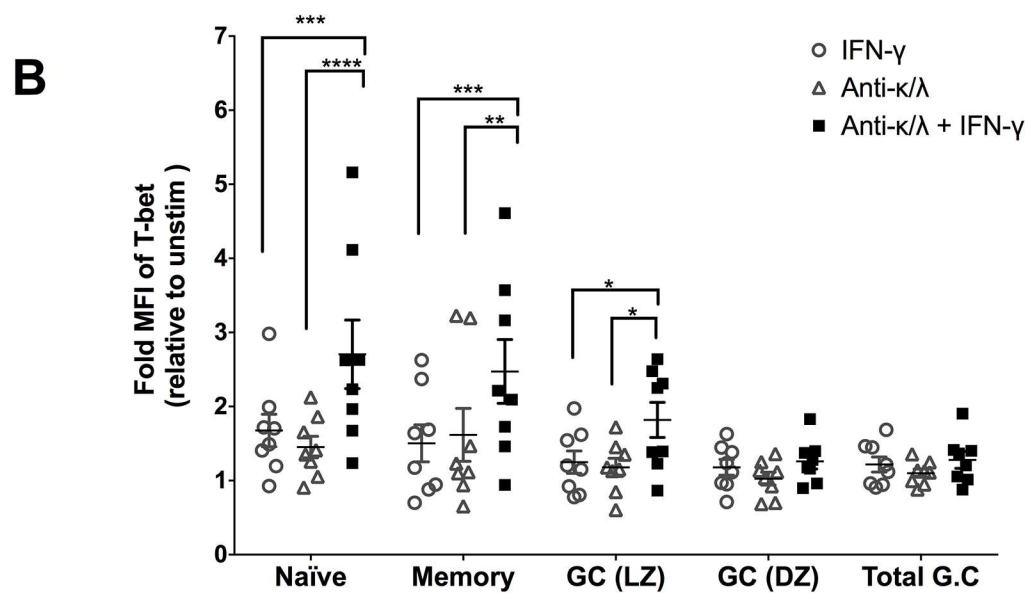 B
Fold MFI of T-bet
(relative to unstim )
7
6
5
4
3
2
1
0
***
****
***
**
*
*
IFN-γ
Anti-κ/λ
Anti-κ/λ + IFN-γ
Naïve
Memory
GC (LZ)
GC (DZ)
Total G.C